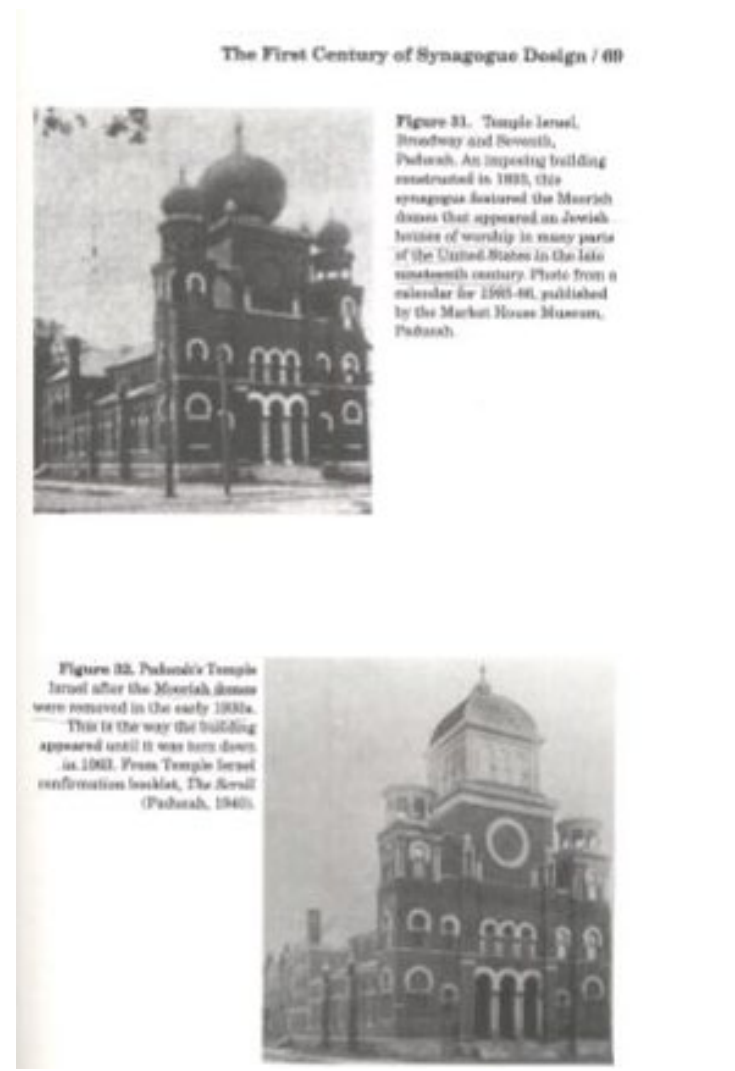 The First Century of Synagogue Design / 69
Figure 31. Temple Israel,
Broadway and Seventh,
Paducah. An imposing building
constructed in 1893, this
synagogue featured the Moorish
domes that appeared on Jewish
houses of worship in many parts
of the United States in the late
nineteenth century. Photo from a
calendar for 1985-86, published
by the Market House Museum,
Paducah.
Figure 32. Paducah's Temple
Israel after the Moorish domes
were removed in the early
This is the way the building
appeared until it was torn down
in 1963. From Temple Israel
confirmation booklet, The Scroll
(Paducah, 1940).